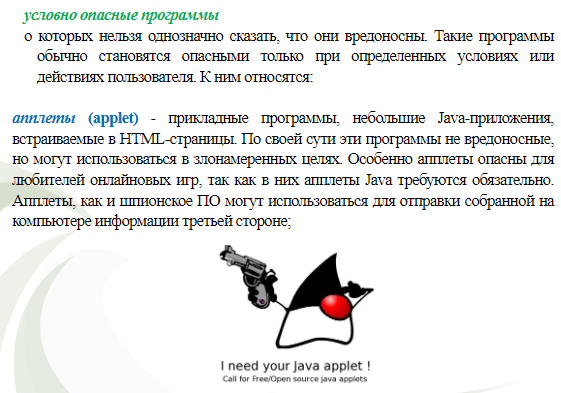 условно опасные программы
о которых нельзя однозначно сказать, что они вредоносны. Такие программы
обычно становятся опасными только при определенных условиях или
действиях пользователя. К ним относятся:
апплеты (applet) - прикладные программы, небольшие Java-приложения,
встраиваемые в HTML-страницы. По своей сути эти программы не вредоносные,
но могут использоваться в злонамеренных целях. Особенно апплеты опасны для
любителей онлайновых игр, так как в них апплеты Java требуются обязательно.
Апплеты, как и шпионское ПО могут использоваться для отправки собранной на
компьютере информации третьей стороне;
I need your Java applet !
Call for Free/Open source java applets